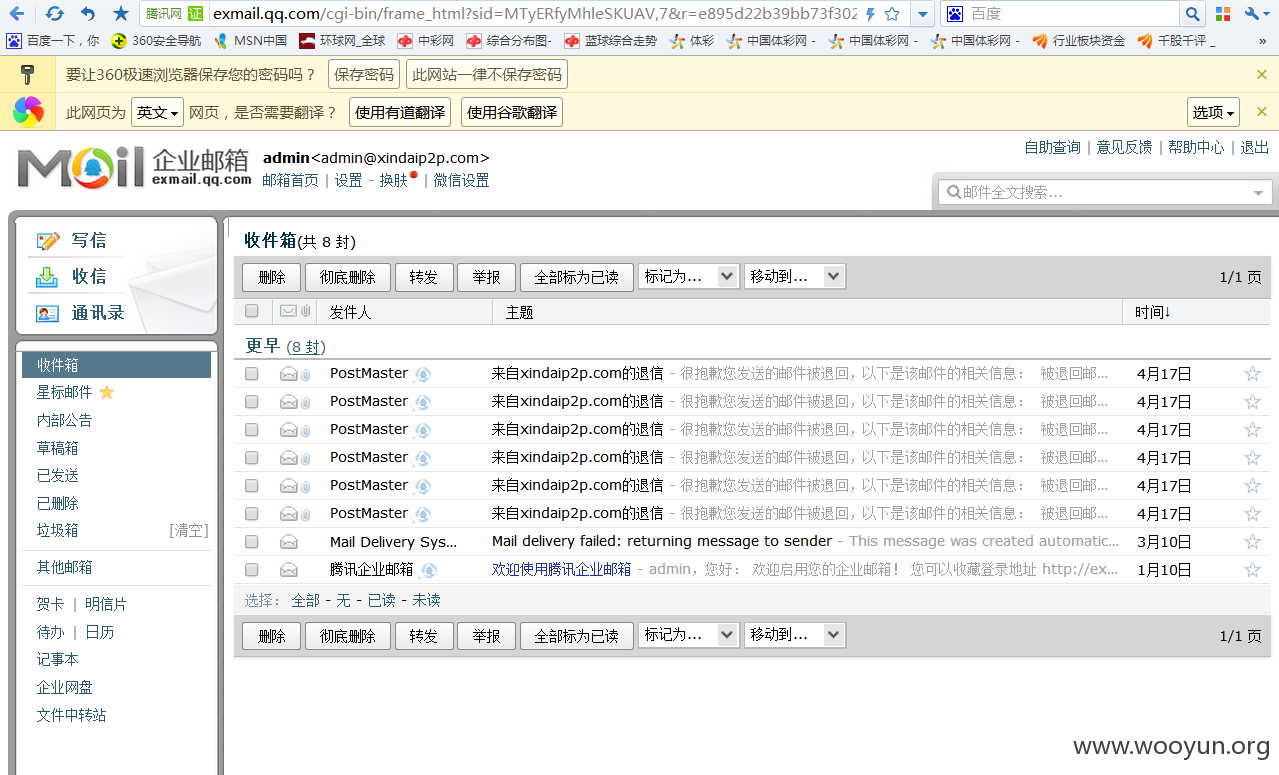 腾讯网 证 exmail.qq.com/cgi-bin/frame_html?sid=MTyERfyMhleSKUAV,7&r=e895d22b39bb73f302 百度
百度一下，你 360安全导航 MSN中国 环球网_全球 中彩网 综合分布图- 蓝球综合走势 体彩 中国体彩网 - 中国体彩网 - 中国体彩网 - 行业板块资金 千股千评 _ »
要让360极速浏览器保存您的密码吗？ 保存密码 此网站一律不保存密码
此网页为 英文 网页，是否需要翻译？ 使用有道翻译 使用谷歌翻译 选项
Mail 企业邮箱 exmail.qq.com
admin<admin@xindaip2p.com>
邮箱首页 | 设置 - 换肤 | 微信设置
自助查询 | 意见反馈 | 帮助中心 | 退出
邮件全文搜索...
写信
收信
通讯录
收件箱
星标邮件
内部公告
草稿箱
已发送
已删除
垃圾箱 [清空]
其他邮箱
贺卡 | 明信片
待办 | 日历
记事本
企业网盘
文件中转站
收件箱(共 8 封)
删除 彻底删除 转发 举报 全部标为已读 标记为... 移动到... 1/1 页
发件人 主题 时间↓
更早 (8 封)
PostMaster 来自xindaip2p.com的退信 - 很抱歉您发送的邮件被退回，以下是该邮件的相关信息： 被退回邮... 4月17日
PostMaster 来自xindaip2p.com的退信 - 很抱歉您发送的邮件被退回，以下是该邮件的相关信息： 被退回邮... 4月17日
PostMaster 来自xindaip2p.com的退信 - 很抱歉您发送的邮件被退回，以下是该邮件的相关信息： 被退回邮... 4月17日
PostMaster 来自xindaip2p.com的退信 - 很抱歉您发送的邮件被退回，以下是该邮件的相关信息： 被退回邮... 4月17日
PostMaster 来自xindaip2p.com的退信 - 很抱歉您发送的邮件被退回，以下是该邮件的相关信息： 被退回邮... 4月17日
PostMaster 来自xindaip2p.com的退信 - 很抱歉您发送的邮件被退回，以下是该邮件的相关信息： 被退回邮... 4月17日
Mail Delivery Sys... Mail delivery failed: returning message to sender - This message was created automatic... 3月10日
腾讯企业邮箱 欢迎使用腾讯企业邮箱 - admin，您好： 欢迎启用您的企业邮箱！ 您可以收藏登录地址 http://ex... 1月10日
选择： 全部 - 无 - 已读 - 未读
删除 彻底删除 转发 举报 全部标为已读 标记为... 移动到... 1/1 页
www.wooyun.org